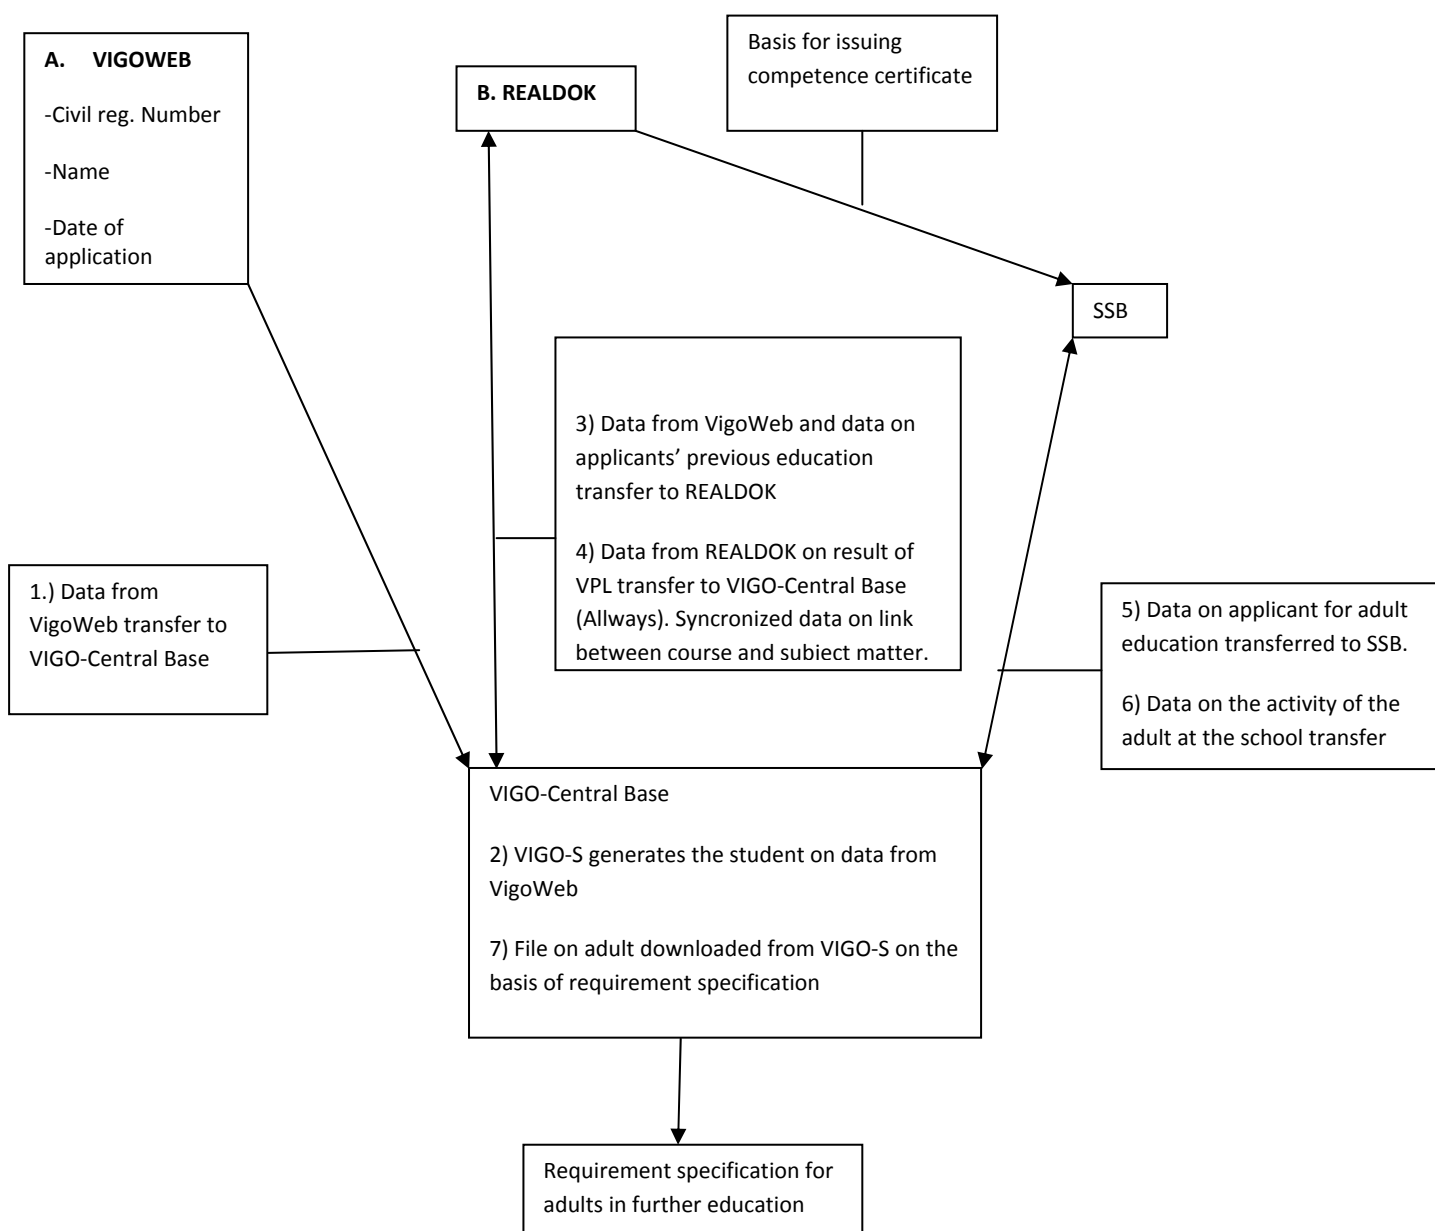 A. VIGOWEB
-Civil reg. Number
-Name
-Date of
application
B. REALDOK
Basis for issuing
competence certificate
SSB
3) Data from VigoWeb and data on
applicants’ previous education
transfer to REALDOK
4) Data from REALDOK on result of
VPL transfer to VIGO-Central Base
(Allways). Syncronized data on link
between course and subject matter.
1.) Data from
VigoWeb transfer to
VIGO-Central Base
5) Data on applicant for adult
education transferred to SSB.
6) Data on the activity of the
adult at the school transfer
VIGO-Central Base
2) VIGO-S generates the student on data from
VigoWeb
7) File on adult downloaded from VIGO-S on the
basis of requirement specification
Requirement specification for
adults in further education